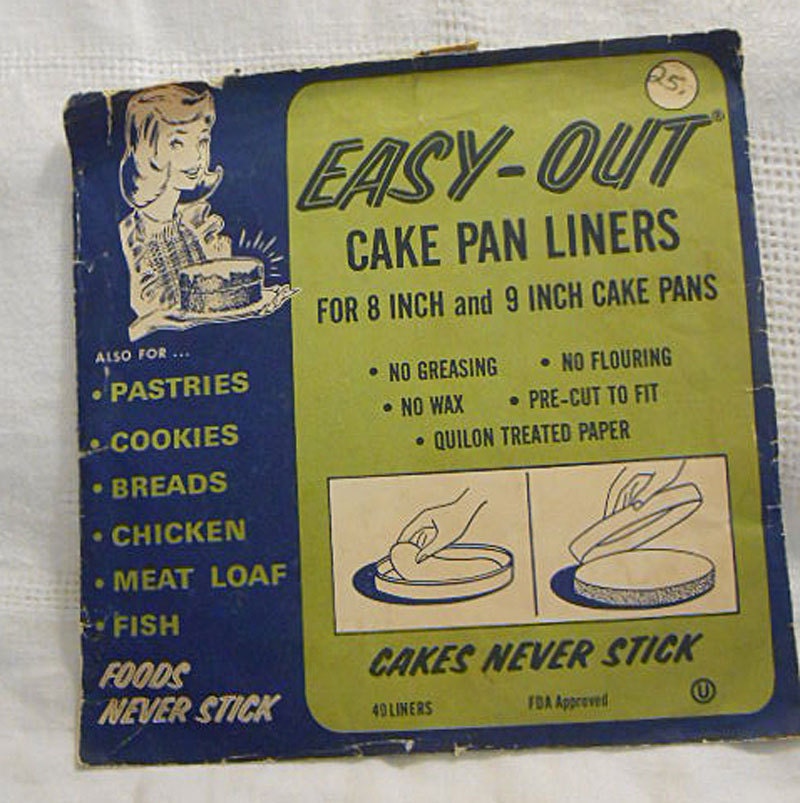 25¢
EASY-OUT®
CAKE PAN LINERS
FOR 8 INCH and 9 INCH CAKE PANS
• NO GREASING • NO FLOURING
• NO WAX • PRE-CUT TO FIT
• QUILON TREATED PAPER
CAKES NEVER STICK
40 LINERS FDA Approved U
ALSO FOR ...
• PASTRIES
• COOKIES
• BREADS
• CHICKEN
• MEAT LOAF
• FISH
FOODS
NEVER STICK